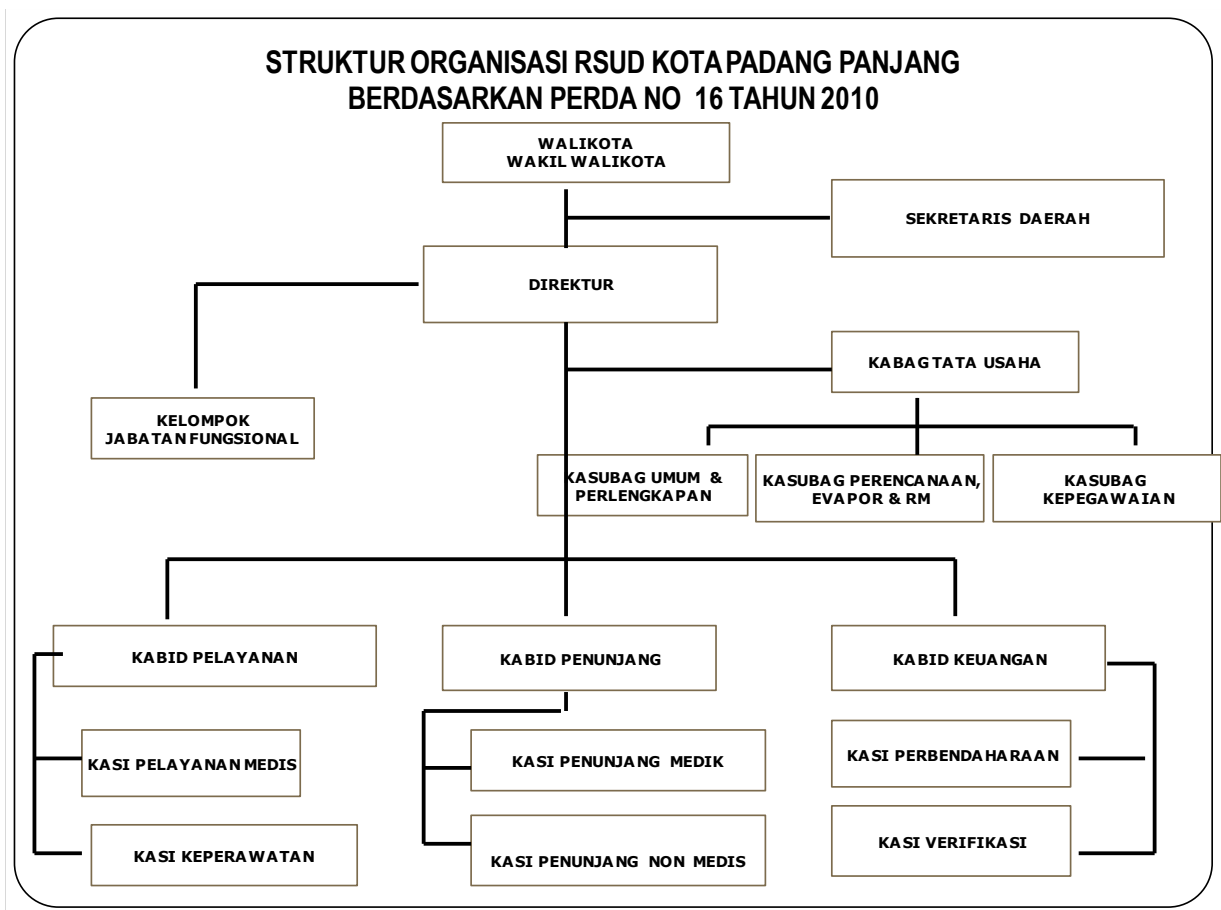 STRUKTUR ORGANISASI RSUD KOTA PADANG PANJANG
BERDASARKAN PERDA NO 16 TAHUN 2010
WALIKOTA
WAKIL WALIKOTA
SEKRETARIS DAERAH
DIREKTUR
KABAG TATA USAHA
KELOMPOK
JABATAN FUNGSIONAL
KASUBAG UMUM &
PERLENGKAPAN
KASUBAG PERENCANAAN,
EVAPOR & RM
KASUBAG
KEPEGAWAIAN
KABID PELAYANAN
KABID PENUNJANG
KABID KEUANGAN
KASI PELAYANAN MEDIS
KASI PENUNJANG MEDIK
KASI PERBENDAHARAAN
KASI KEPERAWATAN
KASI PENUNJANG NON MEDIS
KASI VERIFIKASI